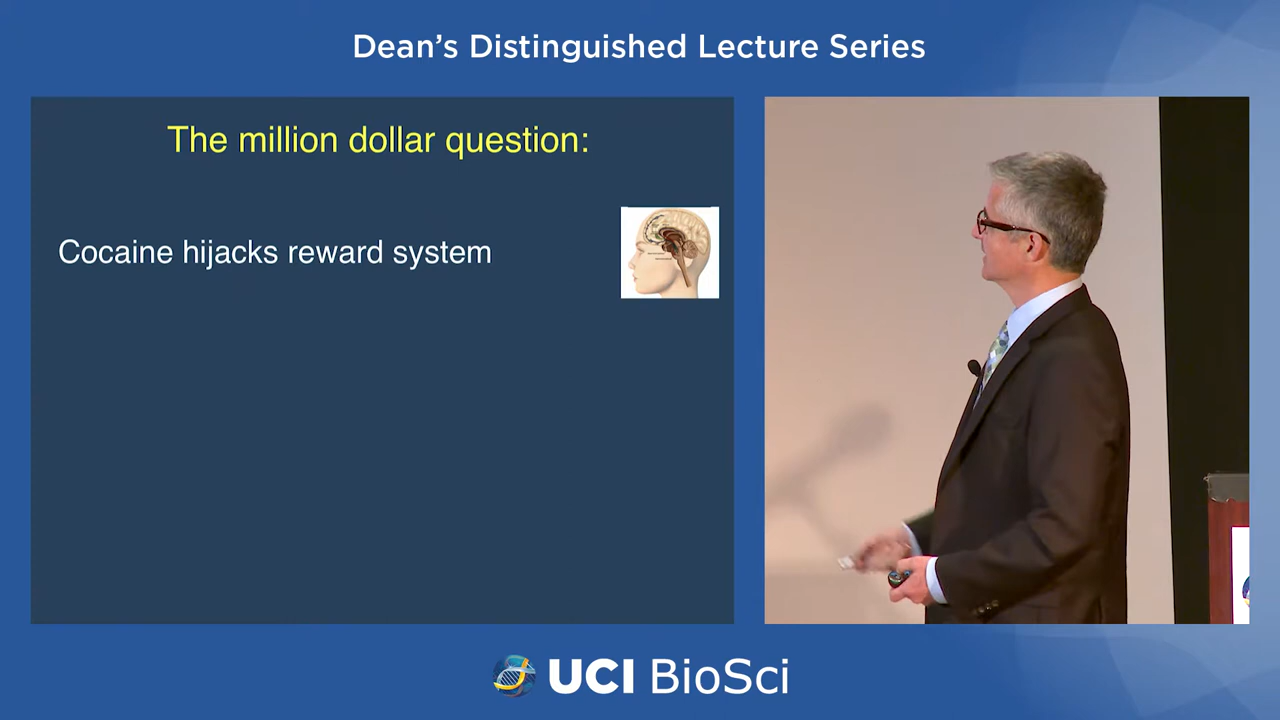 Dean's Distinguished Lecture Series
The million dollar question:
Cocaine hijacks reward system
UCI BioSci